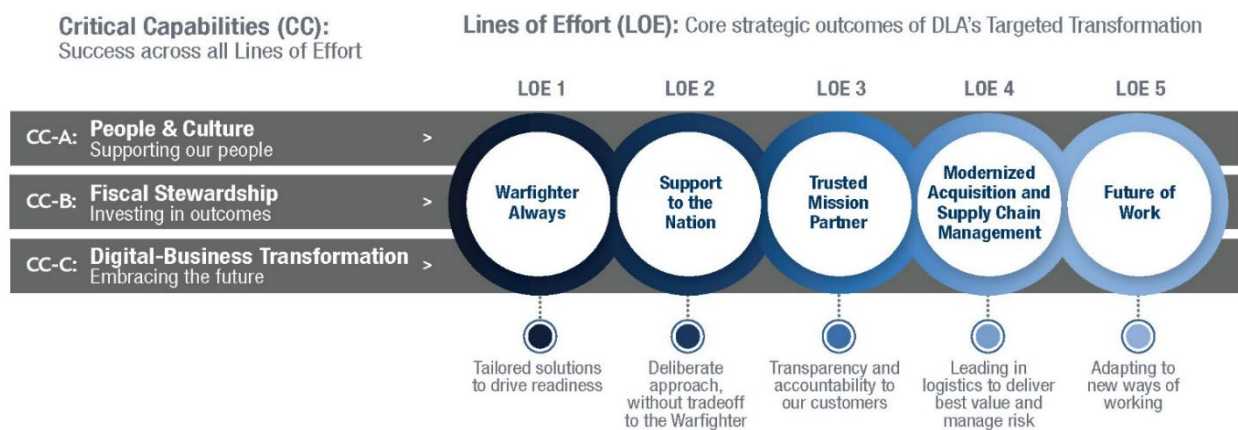 Critical Capabilities (CC):
Success across all Lines of Effort
Lines of Effort (LOE): Core strategic outcomes of DLA's Targeted Transformation
LOE 1
LOE 2
LOE 3
LOE 4
LOE 5
CC-A: People & Culture >
Supporting our people
CC-B: Fiscal Stewardship >
Investing in outcomes
CC-C: Digital-Business Transformation >
Embracing the future
Warfighter
Always
Support
to the
Nation
Trusted
Mission
Partner
Modernized
Acquisition and
Supply Chain
Management
Future of
Work
Tailored solutions
to drive readiness
Deliberate
approach,
without tradeoff
to the Warfighter
Transparency and
accountability to
our customers
Leading in
logistics to deliver
best value and
manage risk
Adapting to
new ways of
working